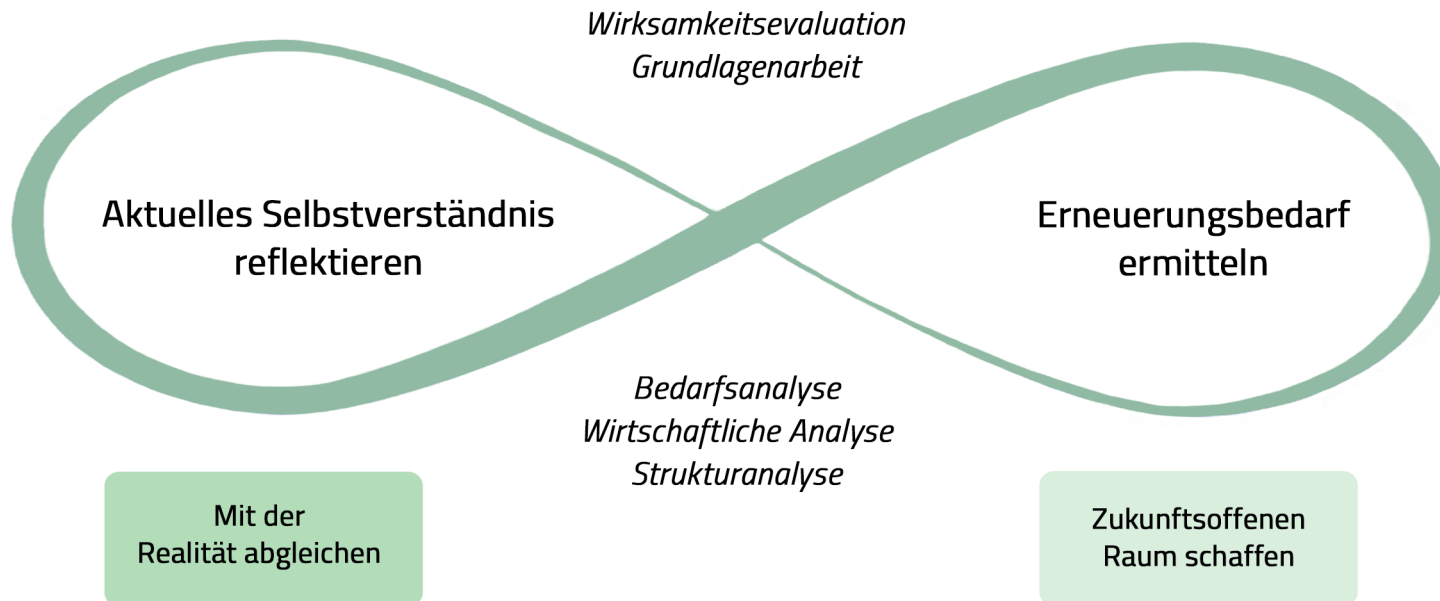 Wirksamkeitsevaluation
Grundlagenarbeit
Aktuelles Selbstverständnis
reflektieren
Erneuerungsbedarf
ermitteln
Bedarfsanalyse
Wirtschaftliche Analyse
Strukturanalyse
Mit der
Realität abgleichen
Zukunftsoffenen
Raum schaffen